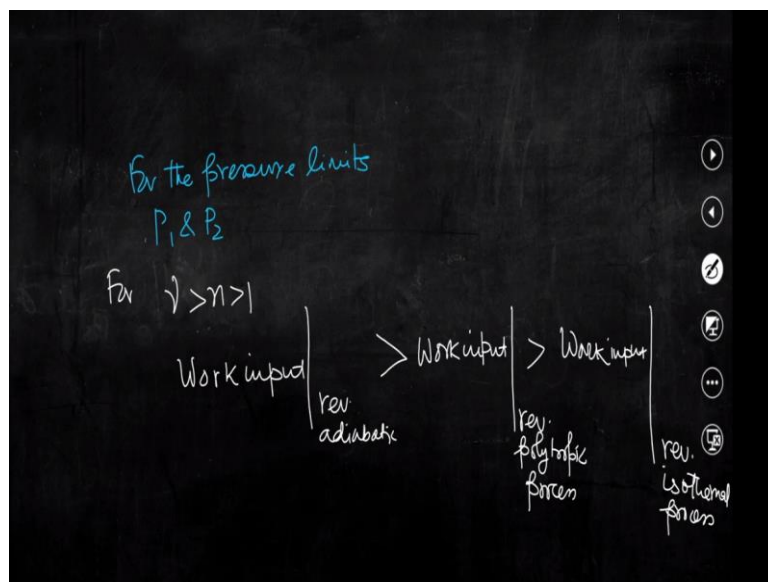 For the pressure limits
P₁ & P₂
For γ > n > 1
Work input | rev. adiabatic > Work input | rev. polytropic process > Work input | rev. isothermal process